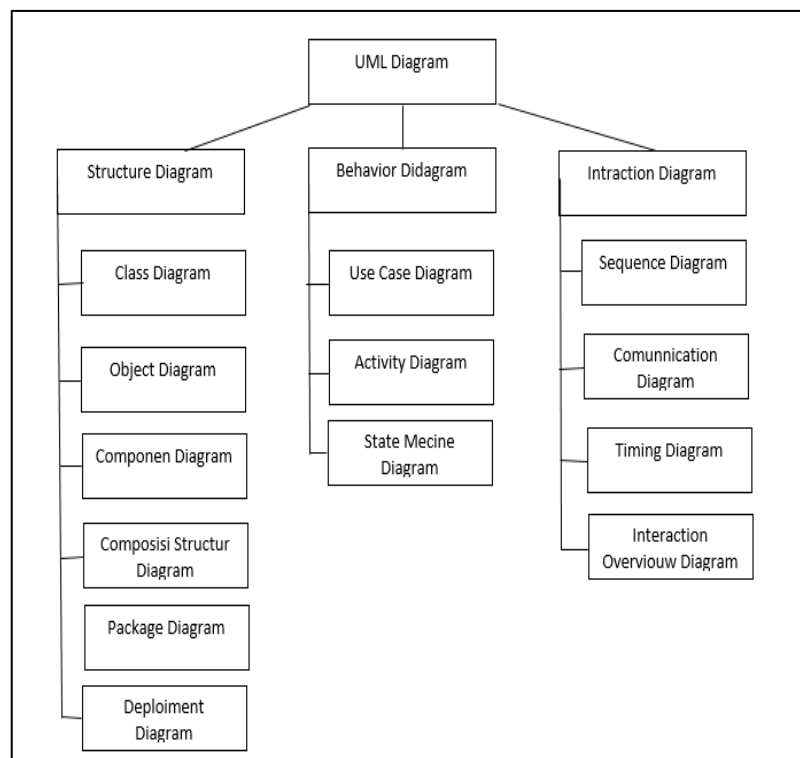 UML Diagram
Structure Diagram
Behavior Didagram
Intraction Diagram
Class Diagram
Object Diagram
Componen Diagram
Composisi Structur
Diagram
Package Diagram
Deploiment
Diagram
Use Case Diagram
Activity Diagram
State Mecine
Diagram
Sequence Diagram
Comunnication
Diagram
Timing Diagram
Interaction
Overviouw Diagram